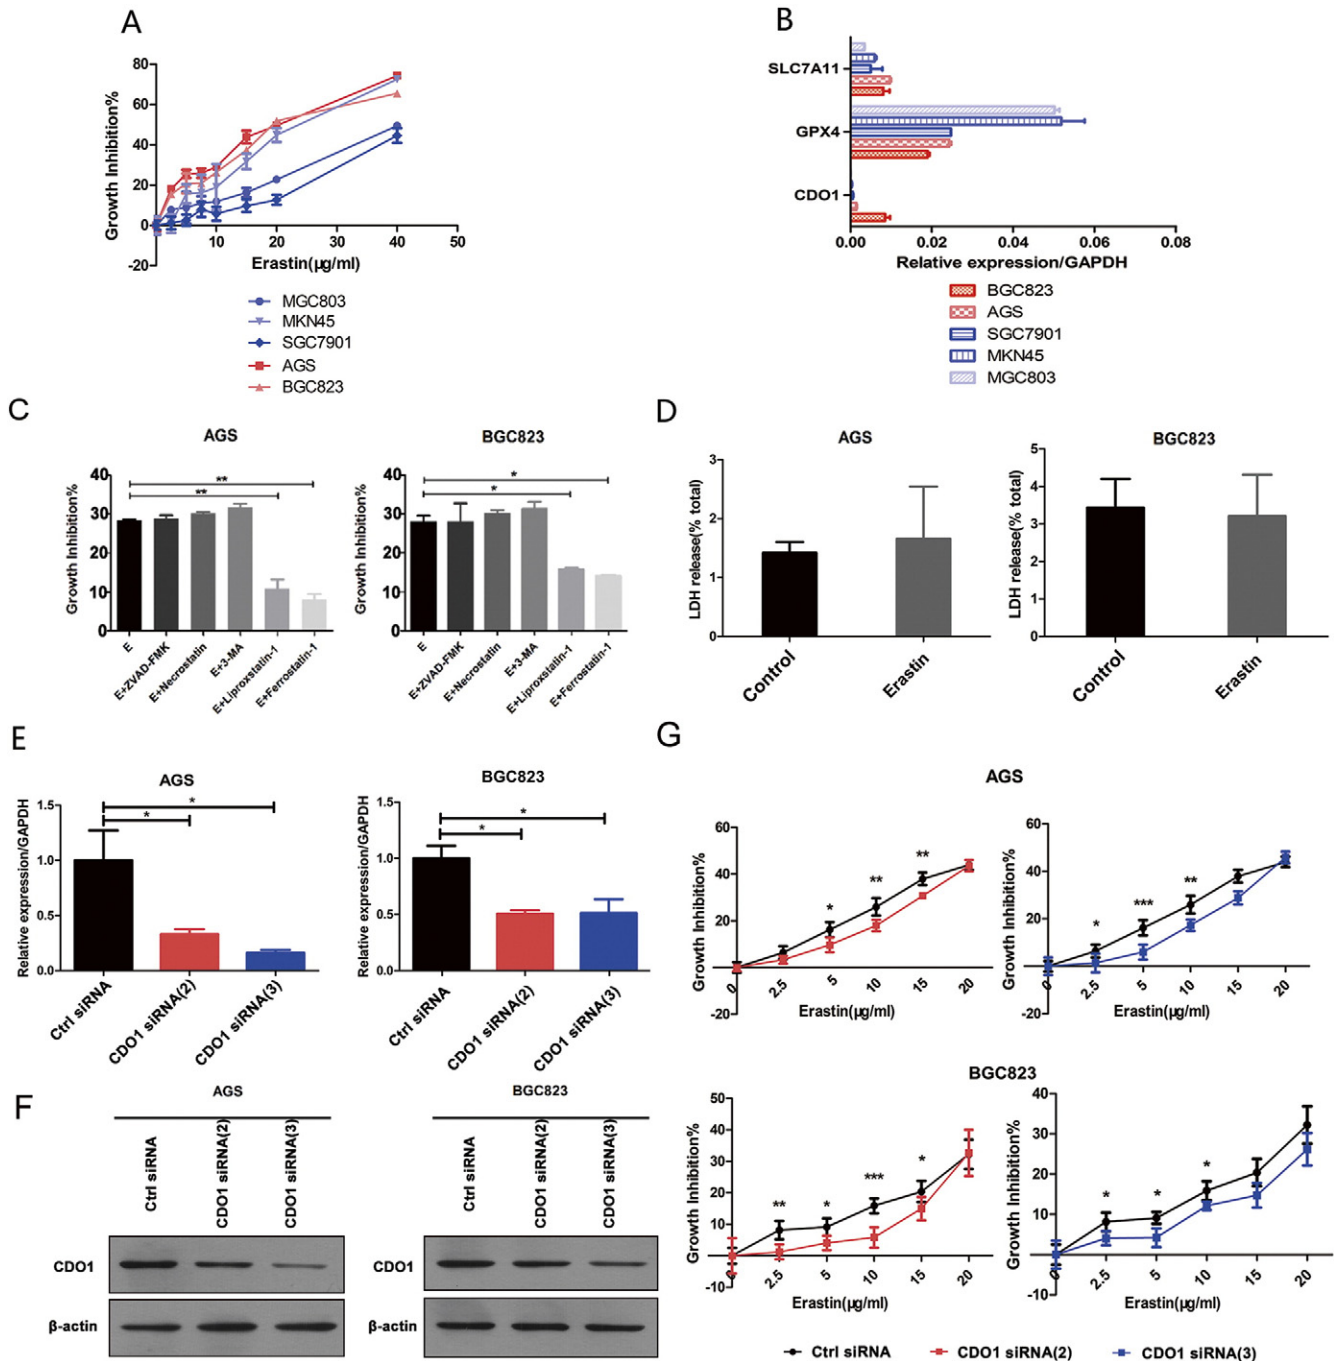 A
80
60
40
20
0
-20
10
20
30
40
50
Growth Inhibition%
Erastin(µg/ml)
MGC803
MKN45
SGC7901
AGS
BGC823
B
SLC7A11
GPX4
CDO1
0.00
0.02
0.04
0.06
0.08
Relative expression/GAPDH
BGC823
AGS
SGC7901
MKN45
MGC803
C
AGS
Growth Inhibition%
40
30
20
10
0
**
**
E
E+ZVAD-FMK
E+Necrostatin
E+3-MA
E+Liproxstatin-1
E+Ferrostatin-1
BGC823
Growth Inhibition%
40
30
20
10
0
*
*
E
E+ZVAD-FMK
E+Necrostatin
E+3-MA
E+Liproxstatin-1
E+Ferrostatin-1
D
AGS
LDH release(% total)
3
2
1
0
Control
Erastin
BGC823
LDH release(% total)
5
4
3
2
1
0
Control
Erastin
E
AGS
Relative expression/GAPDH
1.5
1.0
0.5
0.0
*
*
Ctrl siRNA
CDO1 siRNA(2)
CDO1 siRNA(3)
BGC823
Relative expression/GAPDH
1.5
1.0
0.5
0.0
*
*
Ctrl siRNA
CDO1 siRNA(2)
CDO1 siRNA(3)
F
AGS
Ctrl siRNA
CDO1 siRNA(2)
CDO1 siRNA(3)
CDO1
β-actin
BGC823
Ctrl siRNA
CDO1 siRNA(2)
CDO1 siRNA(3)
CDO1
β-actin
G
AGS
Growth Inhibition%
60
40
20
-20
* ** **
0 2.5 5 10 15 20
Erastin(µg/ml)
Growth Inhibition%
60
40
20
0
-20
* *** **
0 2.5 5 10 15 20
Erastin(µg/ml)
BGC823
Growth Inhibition%
50
40
30
20
10
-10
** * *** *
0 2.5 5 10 15 20
Erastin(µg/ml)
Growth Inhibition%
40
30
20
10
0
-10
* * *
0 2.5 5 10 15 20
Erastin(µg/ml)
Ctrl siRNA
CDO1 siRNA(2)
CDO1 siRNA(3)